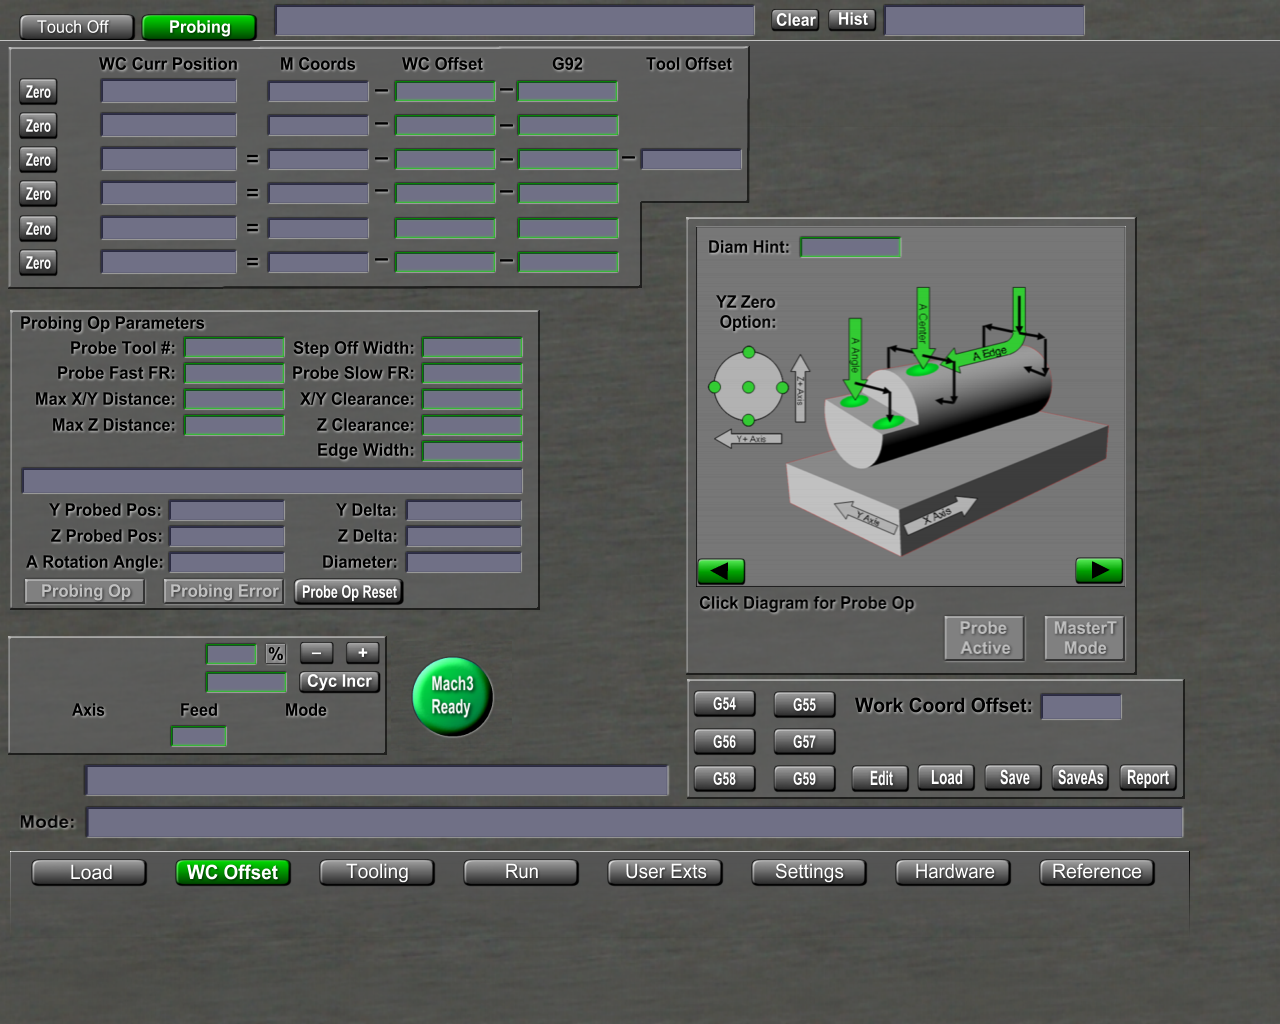 Touch Off Probing Clear Hist
WC Curr Position M Coords WC Offset G92 Tool Offset
Zero – –
Zero – –
Zero = – – –
Zero = – –
Zero =
Zero = – –
Probing Op Parameters
Probe Tool #: Step Off Width:
Probe Fast FR: Probe Slow FR:
Max X/Y Distance: X/Y Clearance:
Max Z Distance: Z Clearance:
Edge Width:
Y Probed Pos: Y Delta:
Z Probed Pos: Z Delta:
A Rotation Angle: Diameter:
Probing Op Probing Error Probe Op Reset
Diam Hint:
YZ Zero
Option:
A Angle
A Center
A Edge
Z+ Axis
Y+ Axis
Y Axis
X Axis
Click Diagram for Probe Op
Probe
Active
MasterT
Mode
% – +
Cyc Incr
Axis Feed Mode
Mach3
Ready
G54 G55 Work Coord Offset:
G56 G57
G58 G59 Edit Load Save SaveAs Report
Mode:
Load WC Offset Tooling Run User Exts Settings Hardware Reference